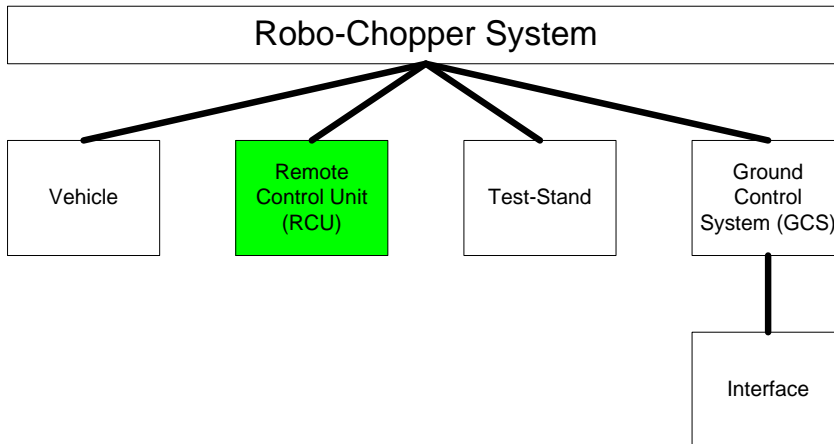 Robo-Chopper System
Vehicle
Remote
Control Unit
(RCU)
Test-Stand
Ground
Control
System (GCS)
Interface